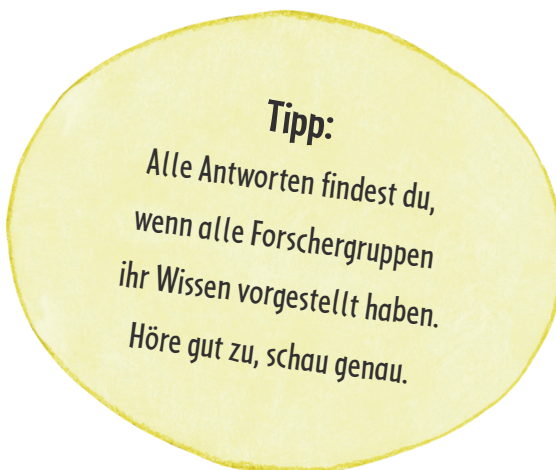 Tipp:
Alle Antworten findest du,
wenn alle Forschergruppen
ihr Wissen vorgestellt haben.
Höre gut zu, schau genau.